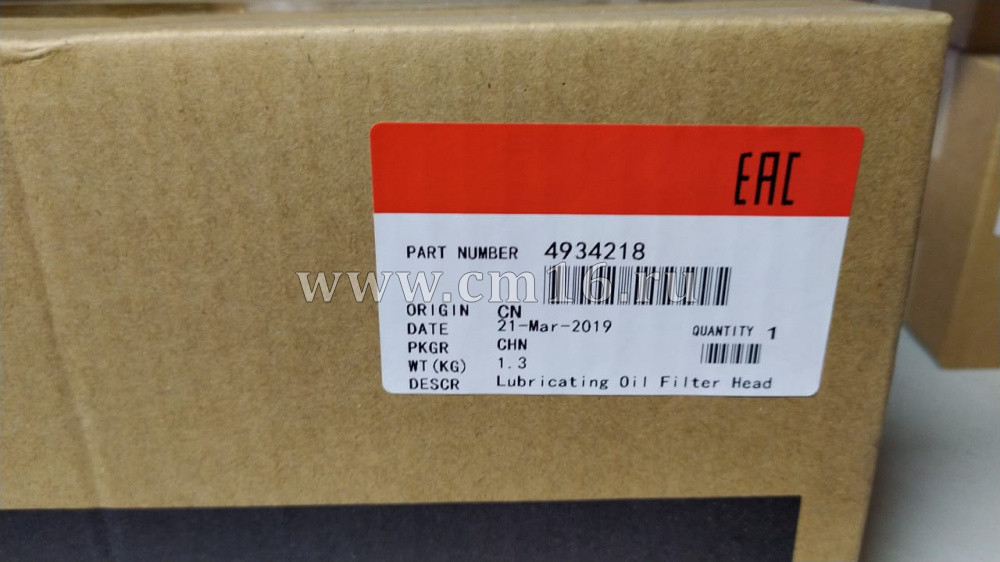 EAC
PART NUMBER 4934218
www.cm16.ru
ORIGIN CN
DATE 21-Mar-2019
QUANTITY 1
PKGR CHN
WT(KG) 1.3
DESCR Lubricating Oil Filter Head